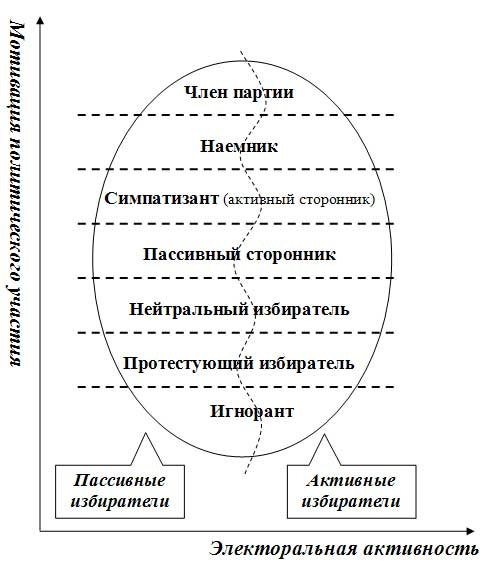 Мотивация политического участия
Член партии
Наемник
Симпатизант (активный сторонник)
Пассивный сторонник
Нейтральный избиратель
Протестующий избиратель
Игнорант
Пассивные
избиратели
Активные
избиратели
Электоральная активность